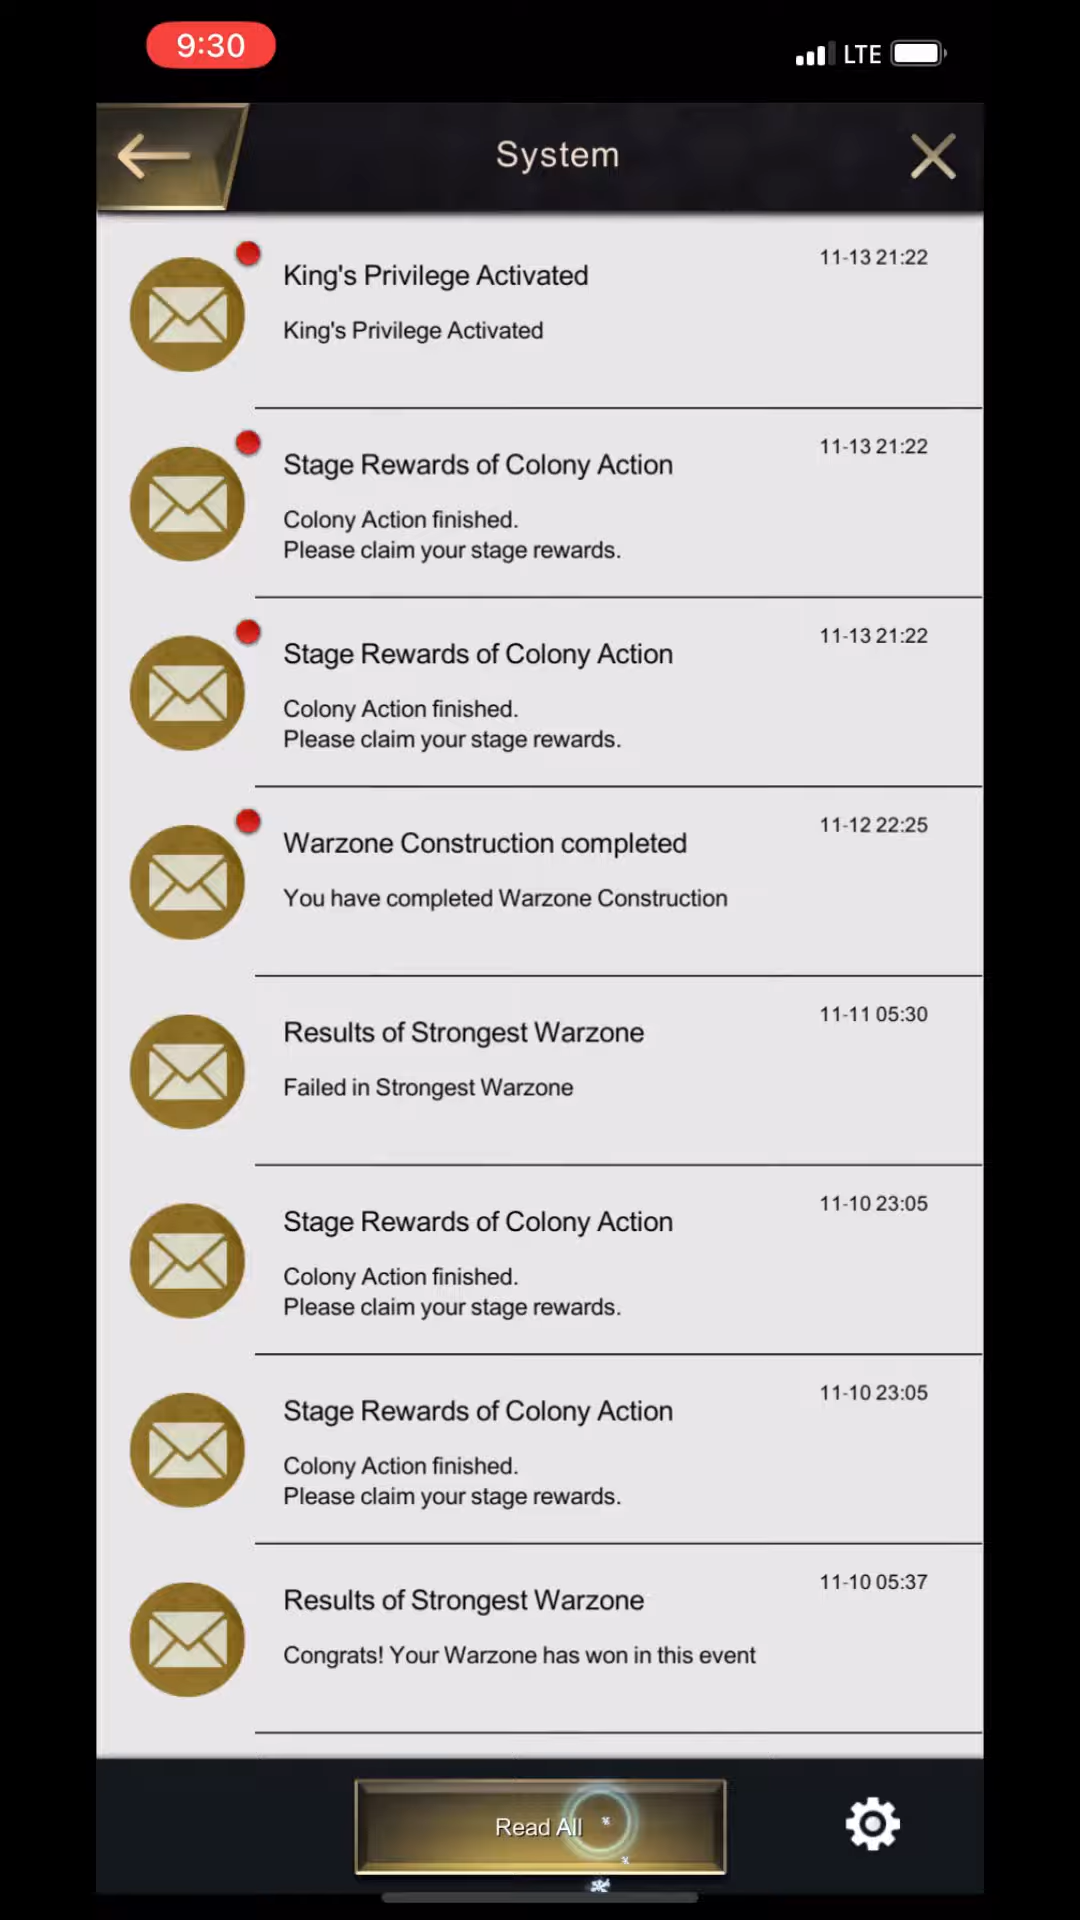 9:30
LTE
System
King's Privilege Activated
11-13 21:22
King's Privilege Activated
Stage Rewards of Colony Action
11-13 21:22
Colony Action finished.
Please claim your stage rewards.
Stage Rewards of Colony Action
11-13 21:22
Colony Action finished.
Please claim your stage rewards.
Warzone Construction completed
11-12 22:25
You have completed Warzone Construction
Results of Strongest Warzone
11-11 05:30
Failed in Strongest Warzone
Stage Rewards of Colony Action
11-10 23:05
Colony Action finished.
Please claim your stage rewards.
Stage Rewards of Colony Action
11-10 23:05
Colony Action finished.
Please claim your stage rewards.
Results of Strongest Warzone
11-10 05:37
Congrats! Your Warzone has won in this event
Read All